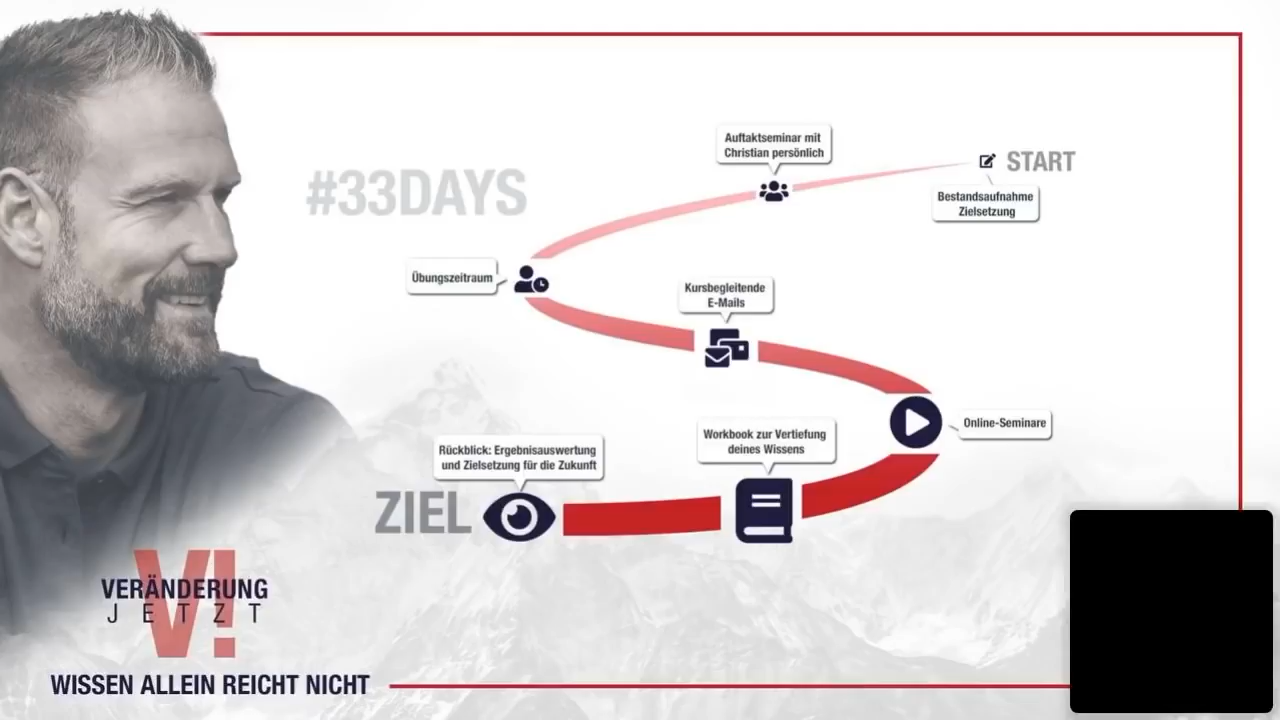 Auftaktseminar mit
Christian persönlich
START
Bestandsaufnahme
Zielsetzung
#33DAYS
Übungszeitraum
Kursbegleitende
E-Mails
Online-Seminare
Workbook zur Vertiefung
deines Wissens
Rückblick: Ergebnisauswertung
und Zielsetzung für die Zukunft
ZIEL
V!
VERÄNDERUNG
JETZT
WISSEN ALLEIN REICHT NICHT